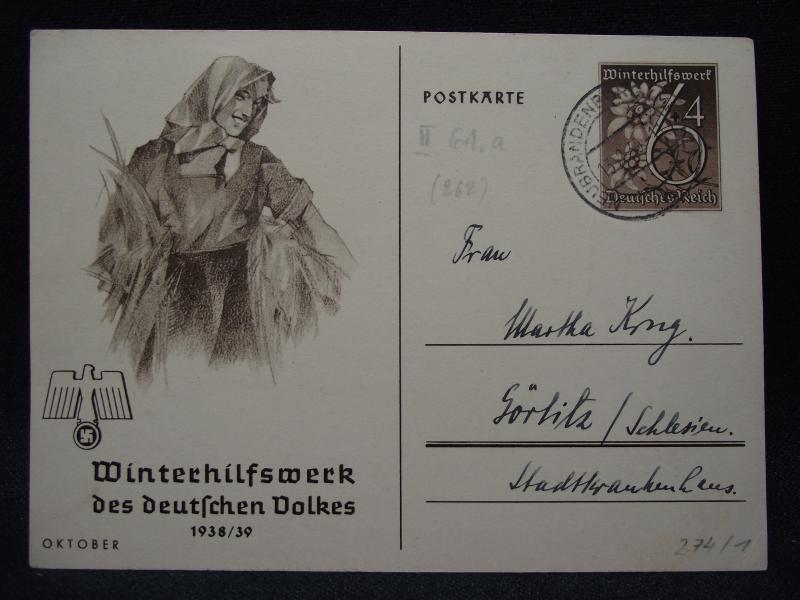 Winterhilfswerk
des deutſchen Volkes
1938/39
OKTOBER
POSTKARTE
II
(262)
Winterhilfswerk
6+4
Deutſches Reich
Frau
Martha Krug.
Görlitz / Schlesien.
Stadtkrankenhaus.
274/1